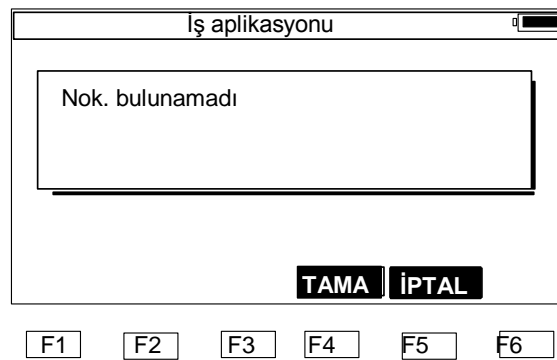 İş aplikasyonu
Nok. bulunamadı
TAMA İPTAL
F1 F2 F3 F4 F5 F6